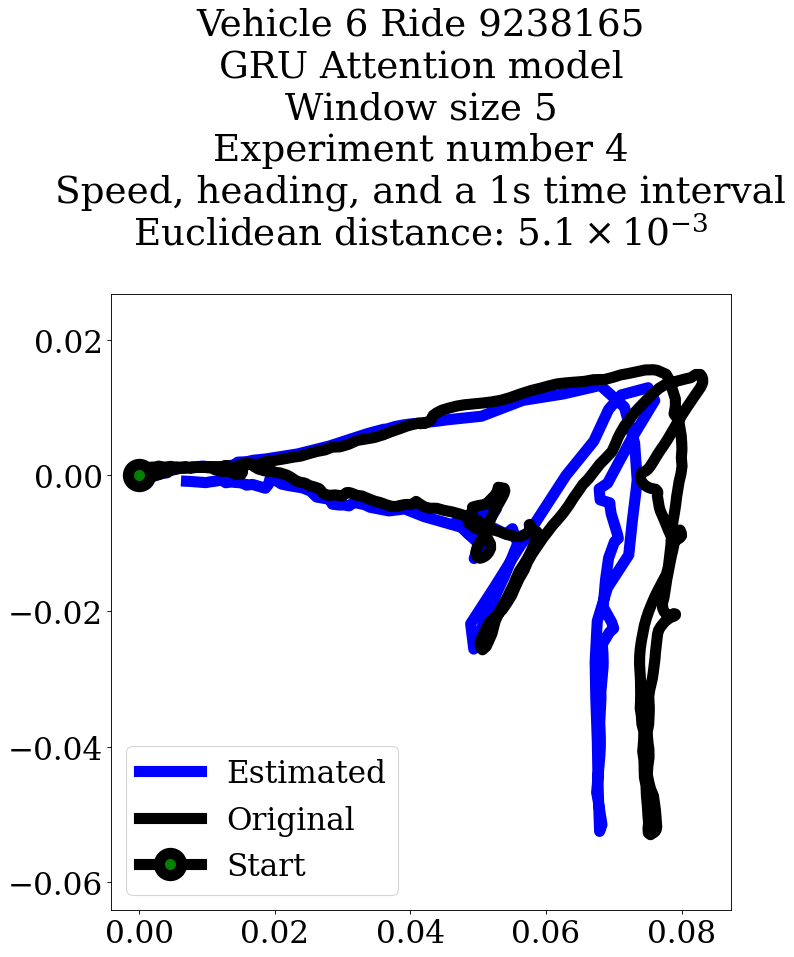 Vehicle 6 Ride 9238165
GRU Attention model
Window size 5
Experiment number 4
Speed, heading, and a 1s time interval
Euclidean distance: 5.1 × 10⁻³
0.02
0.00
−0.02
−0.04
−0.06
Estimated
Original
Start
0.00 0.02 0.04 0.06 0.08